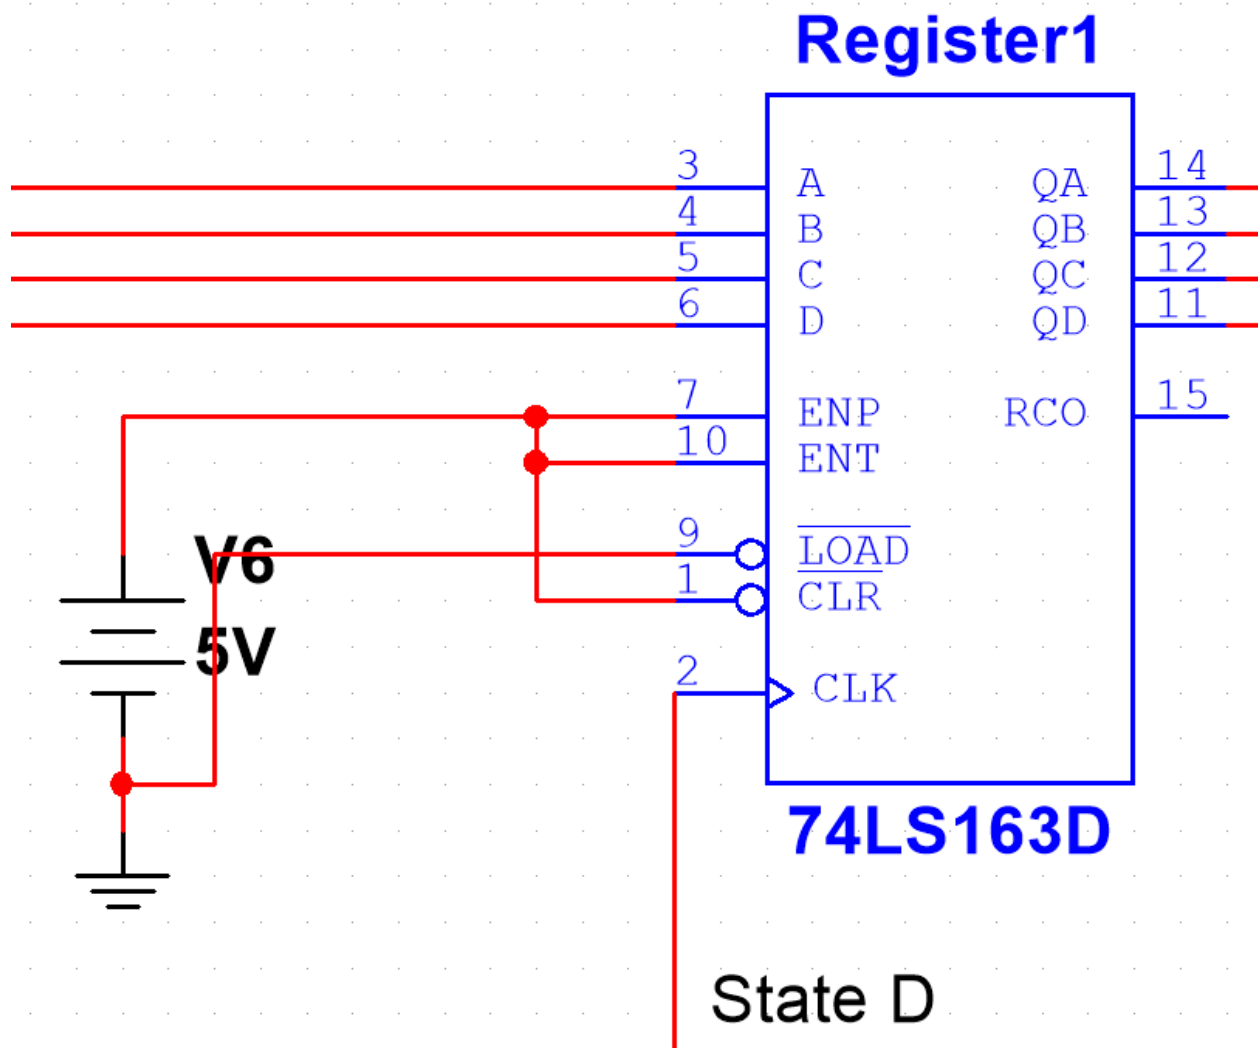 Register1
3 A QA 14
4 B QB 13
5 C QC 12
6 D QD 11
7 ENP RCO 15
10 ENT
V6 9 LOAD
1 CLR
5V
2 CLK
74LS163D
State D